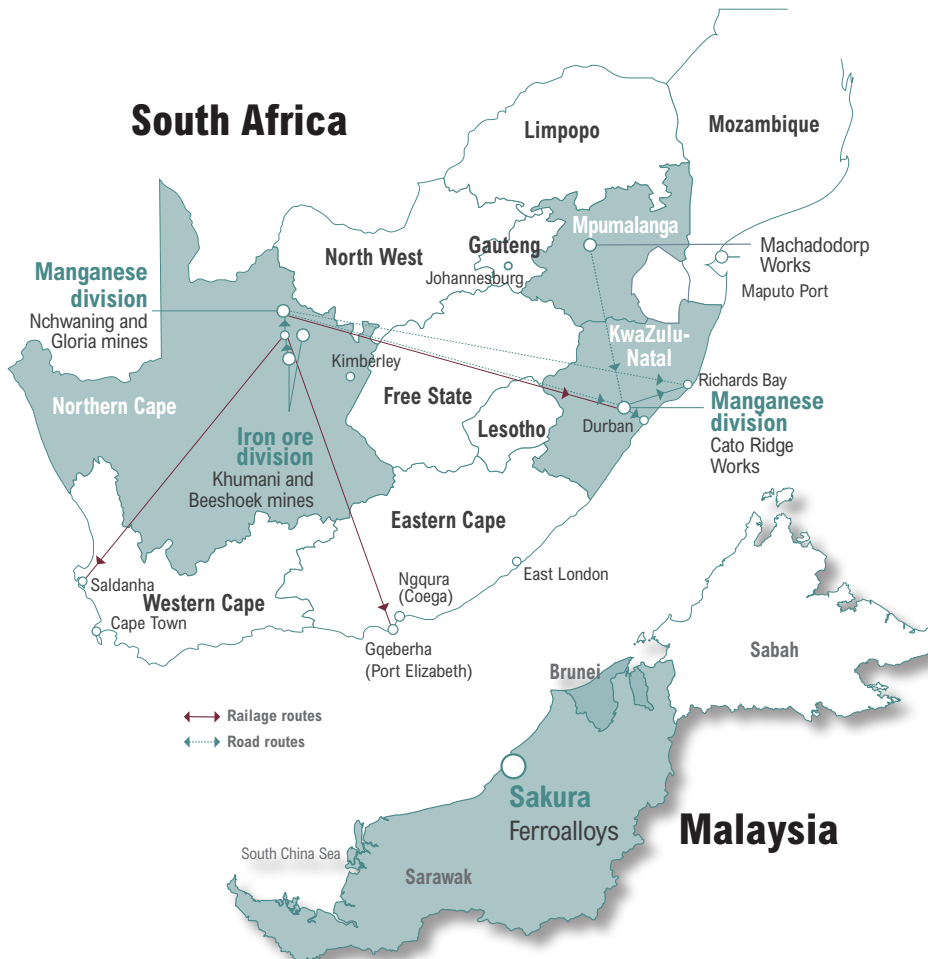 South Africa
Limpopo
Mozambique
Mpumalanga
North West
Gauteng
Johannesburg
Machadodorp
Works
Maputo Port
Manganese
division
Nchwaning and
Gloria mines
KwaZulu-
Natal
Kimberley
Richards Bay
Northern Cape
Free State
Lesotho
Durban
Manganese
division
Cato Ridge
Works
Iron ore
division
Khumani and
Beeshoek mines
Eastern Cape
East London
Saldanha
Western Cape
Ngqura
(Coega)
Cape Town
Gqeberha
(Port Elizabeth)
Sabah
Brunei
Railage routes
Road routes
Sakura
Ferroalloys
Malaysia
South China Sea
Sarawak